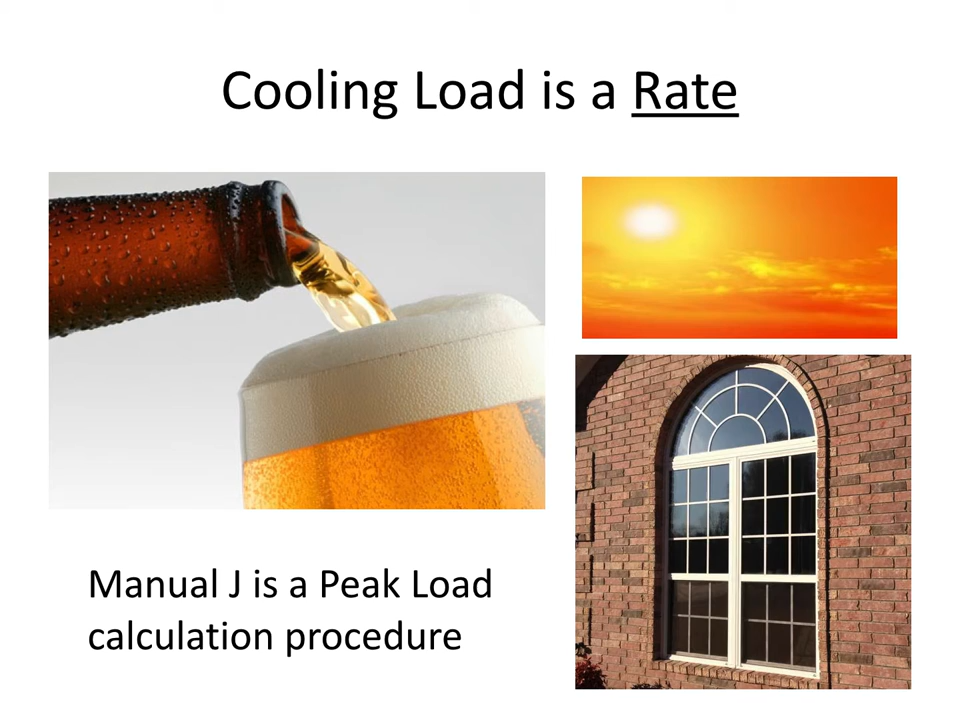 Cooling Load is a Rate
Manual J is a Peak Load
calculation procedure